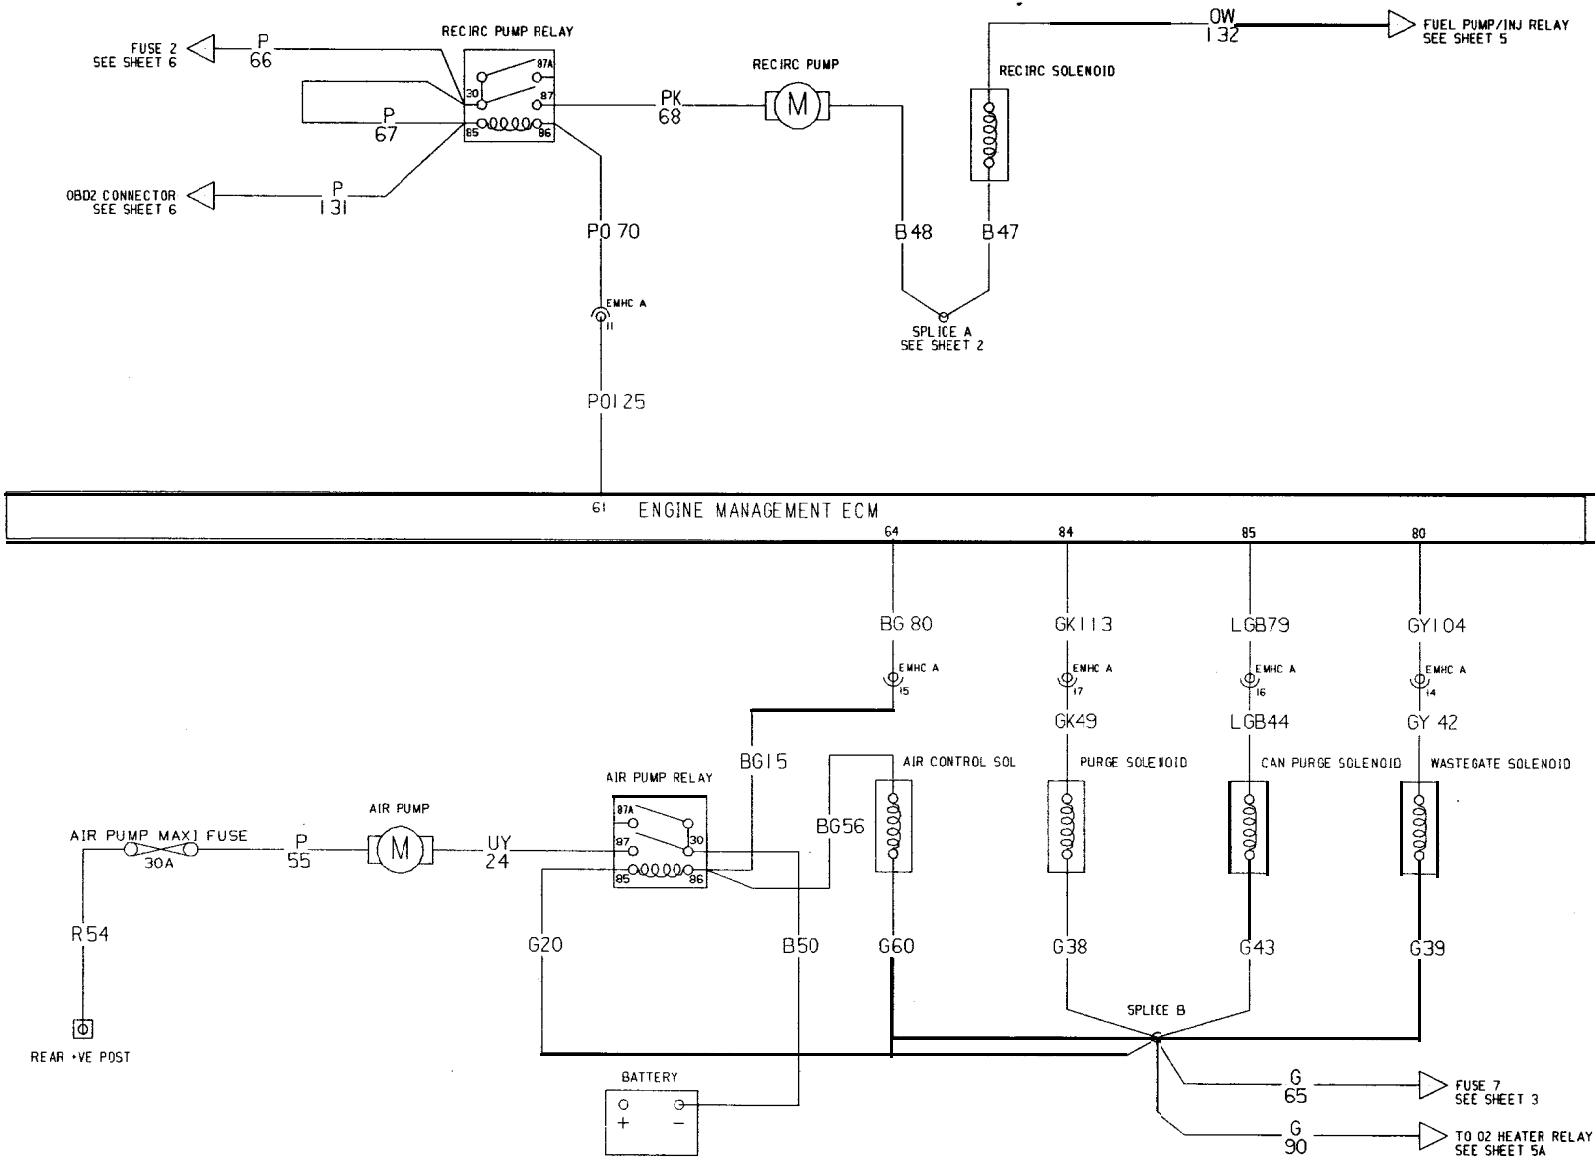 OW
132
FUEL PUMP/INJ RELAY
SEE SHEET 5
RECIRC PUMP RELAY
FUSE 2
SEE SHEET 6
P
66
87A
30
87
85
86
P
67
PK
68
RECIRC PUMP
M
RECIRC SOLENOID
OBD2 CONNECTOR
SEE SHEET 6
P
131
PO 70
B 48
B 47
EMHC A
11
SPLICE A
SEE SHEET 2
PO125
61
ENGINE MANAGEMENT ECM
64
84
85
80
BG 80
GK113
LGB79
GY104
EMHC A
15
EMHC A
17
EMHC A
16
EMHC A
14
GK49
LGB44
GY 42
BG15
AIR CONTROL SOL
PURGE SOLENOID
CAN PURGE SOLENOID
WASTEGATE SOLENOID
AIR PUMP RELAY
87A
87
30
85
86
AIR PUMP
M
BG56
AIR PUMP MAXI FUSE
30A
P
55
UY
24
R54
G20
B50
G60
G38
G43
G39
SPLICE B
REAR +VE POST
BATTERY
+
-
G
65
FUSE 7
SEE SHEET 3
G
90
TO O2 HEATER RELAY
SEE SHEET 5A